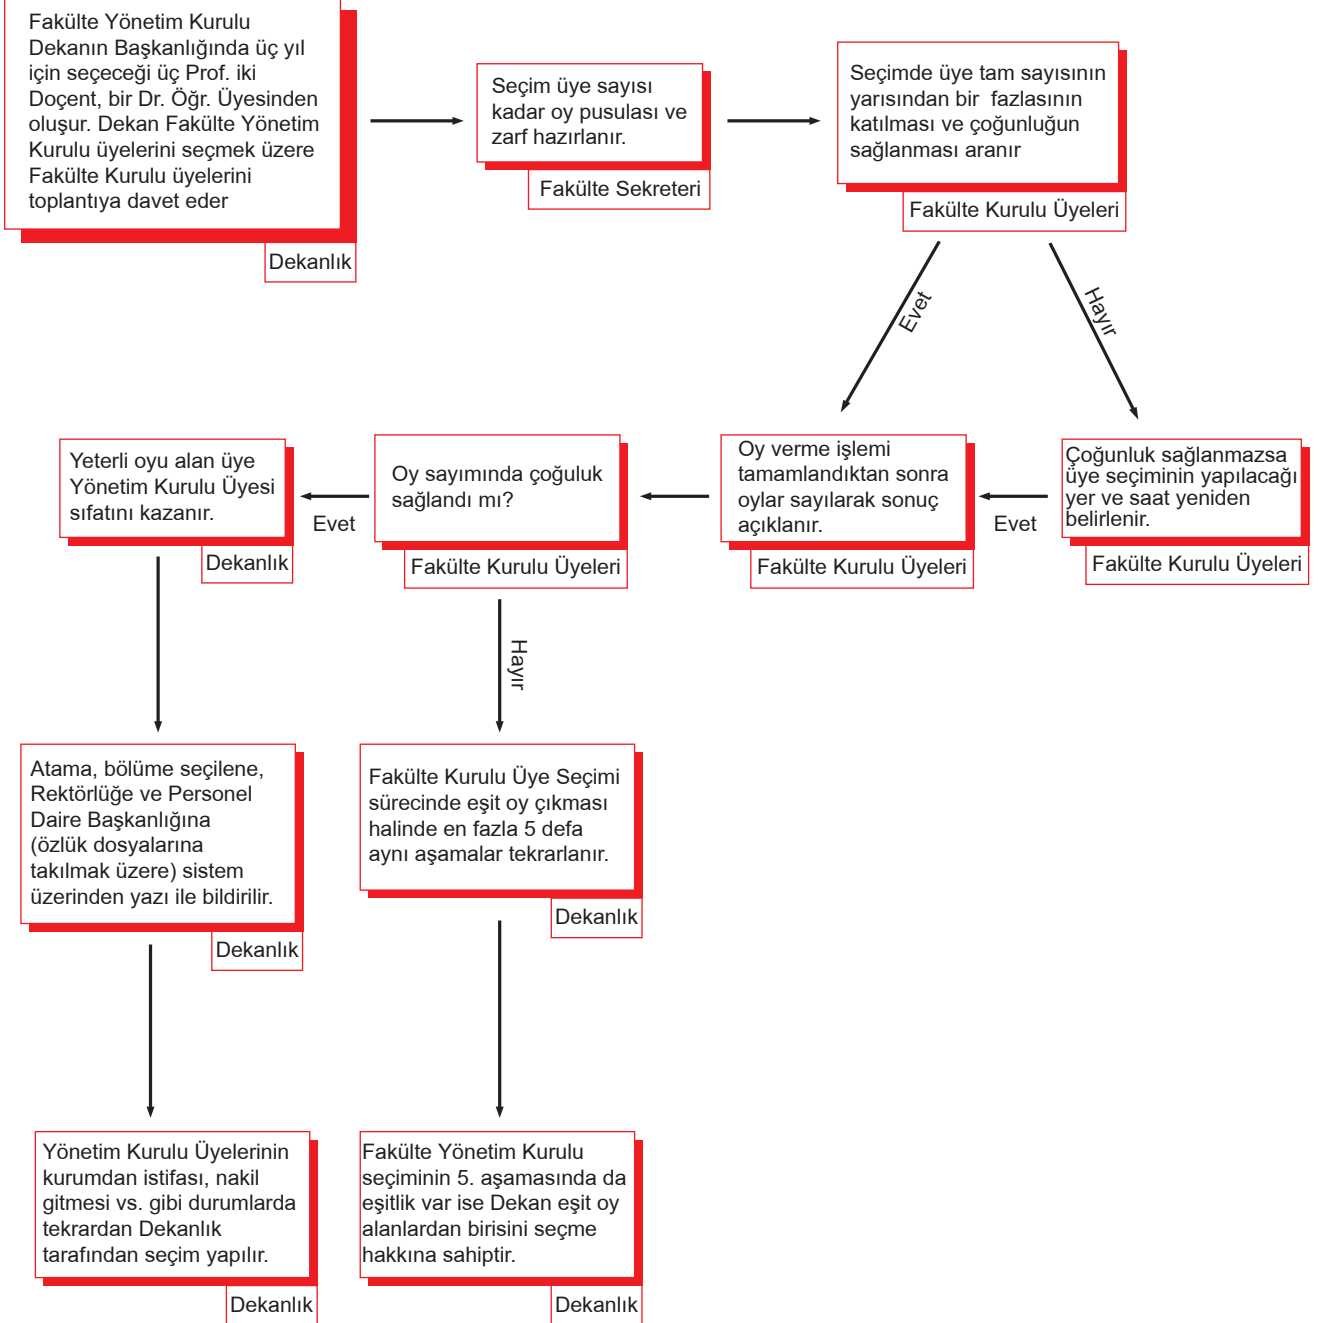 Fakülte Yönetim Kurulu
Dekanın Başkanlığında üç yıl
için seçeceği üç Prof. iki
Doçent, bir Dr. Öğr. Üyesinden
oluşur. Dekan Fakülte Yönetim
Kurulu üyelerini seçmek üzere
Fakülte Kurulu üyelerini
toplantıya davet eder
Dekanlık
Seçim üye sayısı
kadar oy pusulası ve
zarf hazırlanır.
Fakülte Sekreteri
Seçimde üye tam sayısının
yarısından bir fazlasının
katılması ve çoğunluğun
sağlanması aranır
Fakülte Kurulu Üyeleri
Evet
Hayır
Çoğunluk sağlanmazsa
üye seçiminin yapılacağı
yer ve saat yeniden
belirlenir.
Fakülte Kurulu Üyeleri
Evet
Oy verme işlemi
tamamlandıktan sonra
oylar sayılarak sonuç
açıklanır.
Fakülte Kurulu Üyeleri
Oy sayımında çoğuluk
sağlandı mı?
Fakülte Kurulu Üyeleri
Evet
Yeterli oyu alan üye
Yönetim Kurulu Üyesi
sıfatını kazanır.
Dekanlık
Hayır
Atama, bölüme seçilene,
Rektörlüğe ve Personel
Daire Başkanlığına
(özlük dosyalarına
takılmak üzere) sistem
üzerinden yazı ile bildirilir.
Dekanlık
Fakülte Kurulu Üye Seçimi
sürecinde eşit oy çıkması
halinde en fazla 5 defa
aynı aşamalar tekrarlanır.
Dekanlık
Yönetim Kurulu Üyelerinin
kurumdan istifası, nakil
gitmesi vs. gibi durumlarda
tekrardan Dekanlık
tarafından seçim yapılır.
Dekanlık
Fakülte Yönetim Kurulu
seçiminin 5. aşamasında da
eşitlik var ise Dekan eşit oy
alanlardan birisini seçme
hakkına sahiptir.
Dekanlık